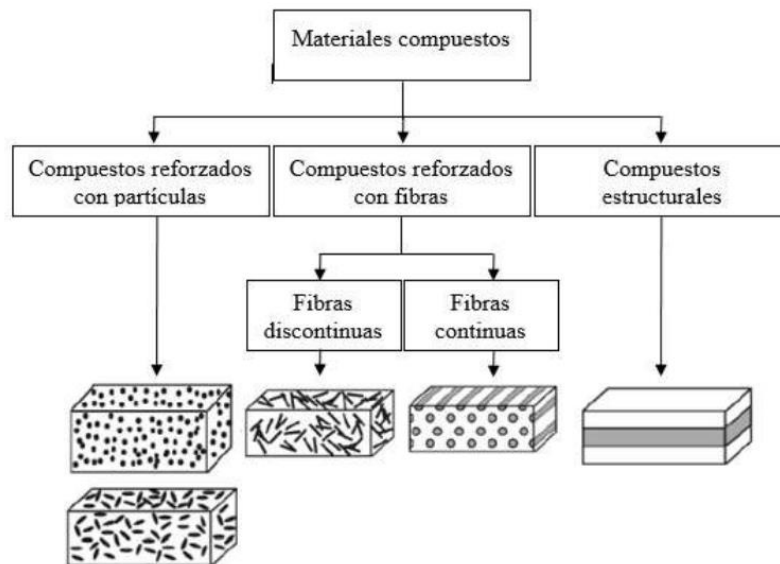 Materiales compuestos
Compuestos reforzados
con partículas
Compuestos reforzados
con fibras
Compuestos
estructurales
Fibras
discontinuas
Fibras
continuas